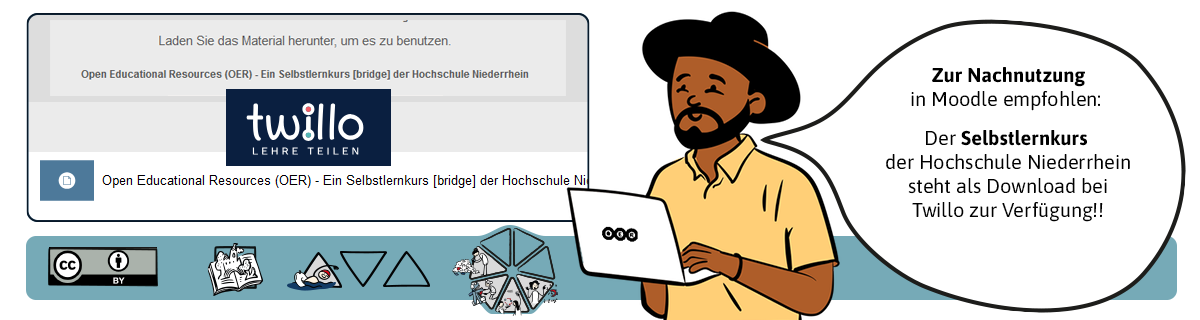 Laden Sie das Material herunter, um es zu benutzen.
Open Educational Resources (OER) - Ein Selbstlernkurs [bridge] der Hochschule Niederrhein
twillo
LEHRE TEILEN
Open Educational Resources (OER) - Ein Selbstlernkurs [bridge] der Hochschule
OER
Zur Nachnutzung
in Moodle empfohlen:
Der Selbstlernkurs
der Hochschule Niederrhein
steht als Download bei
Twillo zur Verfügung!!
CC
BY